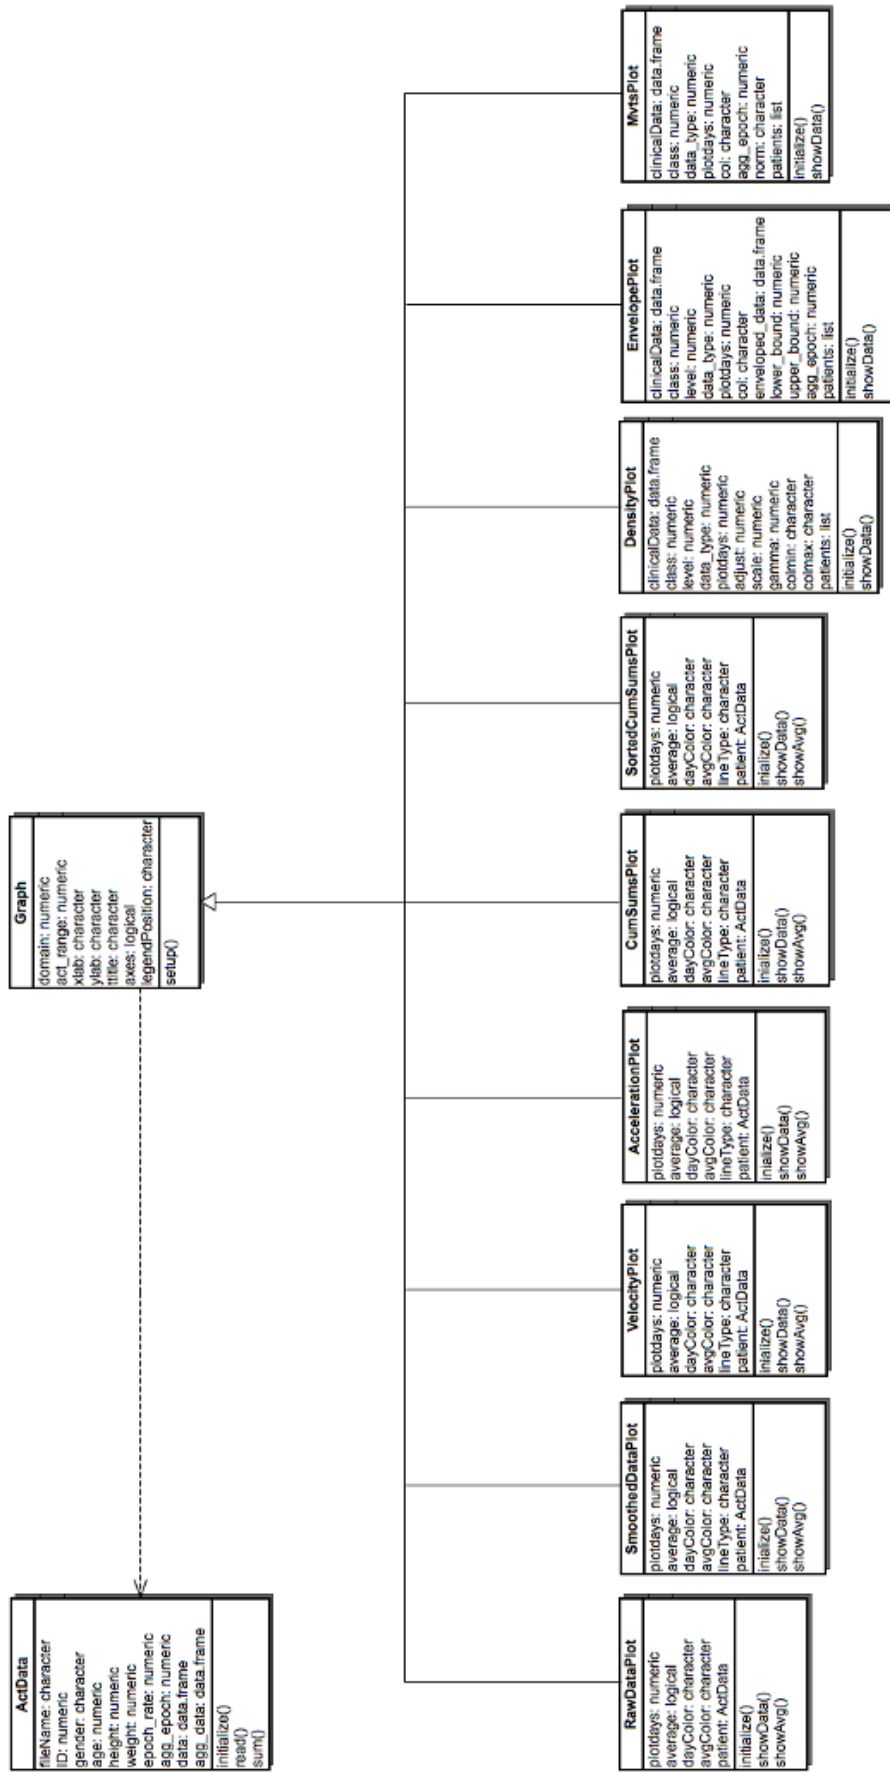 ActData
fileName: character
ID: numeric
gender: character
age: numeric
height: numeric
weight: numeric
epoch_rate: numeric
agg_epoch: numeric
data: data.frame
agg_data: data.frame
initialize()
read()
sum()
Graph
domain: numeric
act_range: numeric
xlab: character
ylab: character
ttitle: character
axes: logical
legendPosition: character
setup()
RawDataPlot
plotdays: numeric
average: logical
dayColor: character
avgColor: character
patient: ActData
initialize()
showData()
showAvg()
SmoothedDataPlot
plotdays: numeric
average: logical
dayColor: character
avgColor: character
lineType: character
patient: ActData
inialize()
showData()
showAvg()
VelocityPlot
plotdays: numeric
average: logical
dayColor: character
avgColor: character
lineType: character
patient: ActData
inialize()
showData()
showAvg()
AccelerationPlot
plotdays: numeric
average: logical
dayColor: character
avgColor: character
lineType: character
patient: ActData
inialize()
showData()
showAvg()
CumSumsPlot
plotdays: numeric
average: logical
dayColor: character
avgColor: character
lineType: character
patient: ActData
inialize()
showData()
showAvg()
SortedCumSumsPlot
plotdays: numeric
average: logical
dayColor: character
avgColor: character
lineType: character
patient: ActData
inialize()
showData()
showAvg()
DensityPlot
clinicalData: data.frame
class: numeric
level: numeric
data_type: numeric
plotdays: numeric
adjust: numeric
scale: numeric
gamma: numeric
colmin: character
colmax: character
patients: list
initialize()
showData()
EnvelopePlot
clinicalData: data.frame
class: numeric
level: numeric
data_type: numeric
plotdays: numeric
col: character
enveloped_data: data.frame
lower_bound: numeric
upper_bound: numeric
agg_epoch: numeric
patients: list
initialize()
showData()
MvtsPlot
clinicalData: data.frame
class: numeric
data_type: numeric
plotdays: numeric
col: character
agg_epoch: numeric
norm: character
patients: list
initialize()
showData()